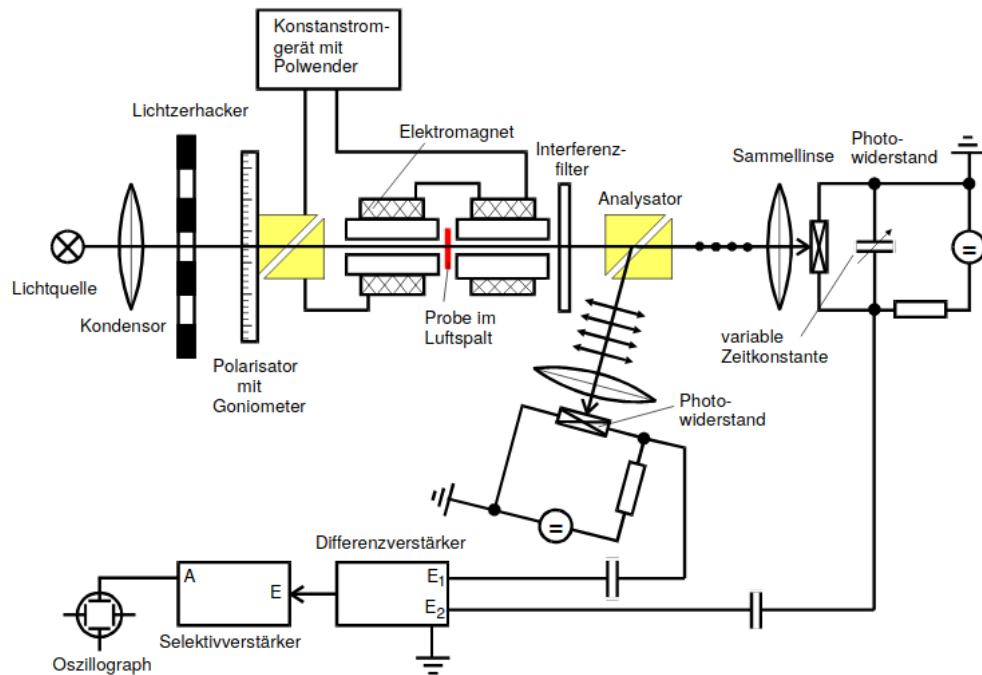 Konstanstrom-
gerät mit
Polwender
Lichtzerhacker
Elektromagnet
Interferenz-
filter
Photo-
widerstand
Sammellinse
Analysator
Lichtquelle
Kondensor
Probe im
Luftspalt
variable
Zeitkonstante
=
Polarisator
mit
Goniometer
Photo-
widerstand
=
Differenzverstärker
A
E
E1
E2
Selektivverstärker
Oszillograph